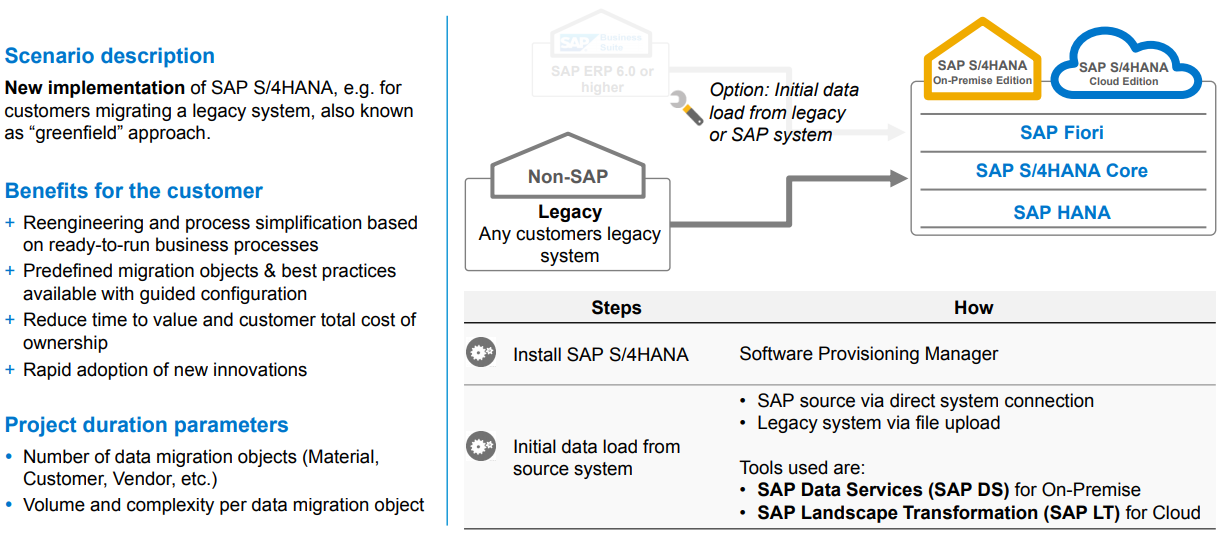 Scenario description
New implementation of SAP S/4HANA, e.g. for
customers migrating a legacy system, also known
as “greenfield” approach.
Benefits for the customer
+ Reengineering and process simplification based
on ready-to-run business processes
+ Predefined migration objects & best practices
available with guided configuration
+ Reduce time to value and customer total cost of
ownership
+ Rapid adoption of new innovations
Project duration parameters
• Number of data migration objects (Material,
Customer, Vendor, etc.)
• Volume and complexity per data migration object
SAP Business
Suite
SAP ERP 6.0 or
higher
Option: Initial data
load from legacy
or SAP system
Non-SAP
Legacy
Any customers legacy
system
SAP S/4HANA
On-Premise Edition
SAP S/4HANA
Cloud Edition
SAP Fiori
SAP S/4HANA Core
SAP HANA
Steps How
Install SAP S/4HANA Software Provisioning Manager
Initial data load from
source system
• SAP source via direct system connection
• Legacy system via file upload
Tools used are:
• SAP Data Services (SAP DS) for On-Premise
• SAP Landscape Transformation (SAP LT) for Cloud